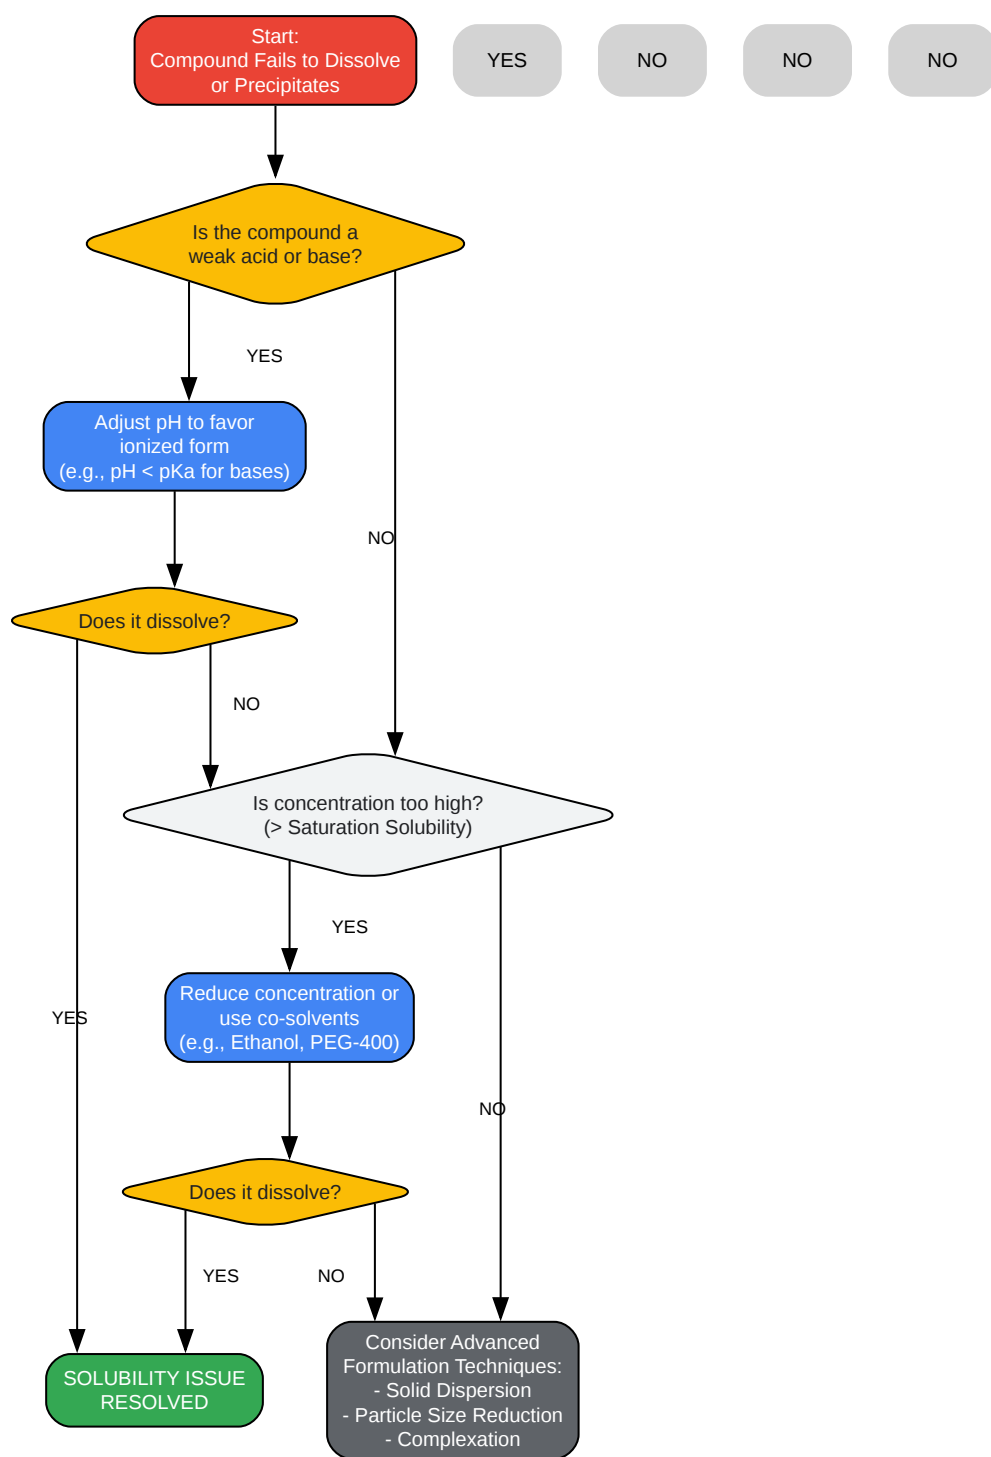 Start:
Compound Fails to Dissolve
or Precipitates
YES
NO
NO
NO
Is the compound a
weak acid or base?
YES
Adjust pH to favor
ionized form
(e.g., pH < pKa for bases)
NO
Does it dissolve?
NO
Is concentration too high?
(> Saturation Solubility)
YES
Reduce concentration or
use co-solvents
(e.g., Ethanol, PEG-400)
YES
NO
Does it dissolve?
YES
NO
Consider Advanced
Formulation Techniques:
- Solid Dispersion
- Particle Size Reduction
- Complexation
SOLUBILITY ISSUE
RESOLVED